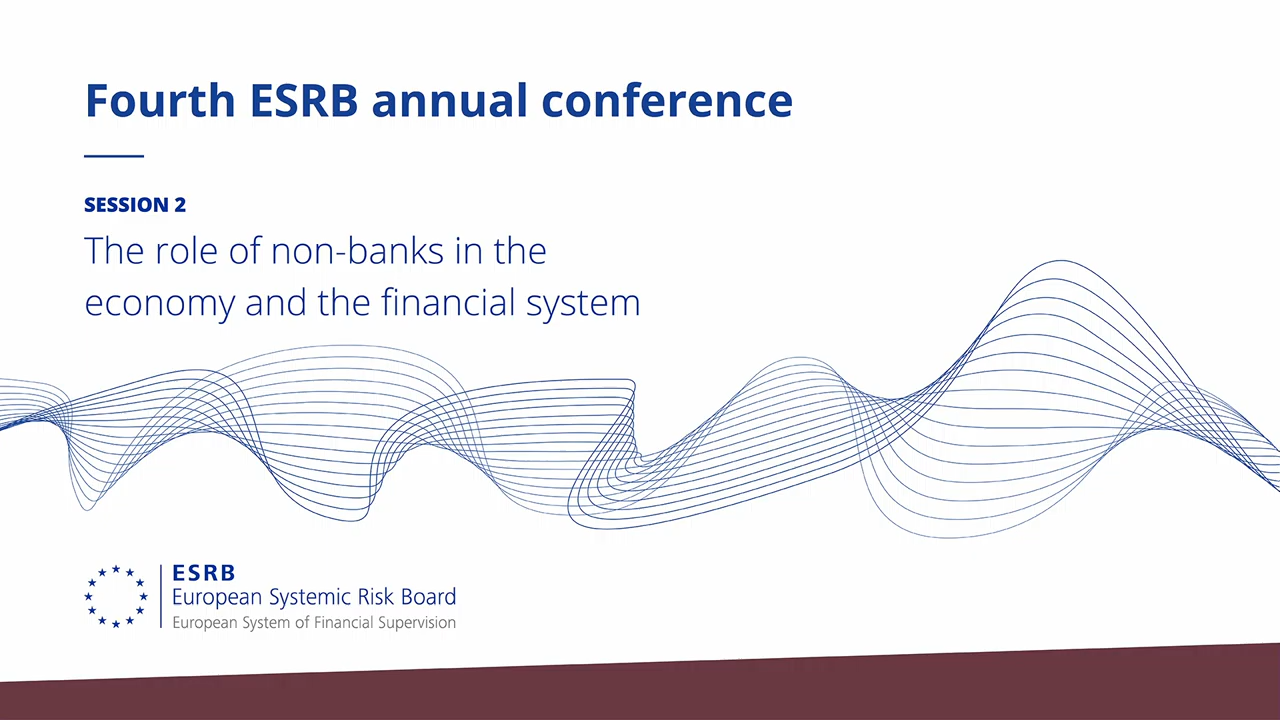 Fourth ESRB annual conference
SESSION 2
The role of non-banks in the
economy and the financial system
ESRB
European Systemic Risk Board
European System of Financial Supervision